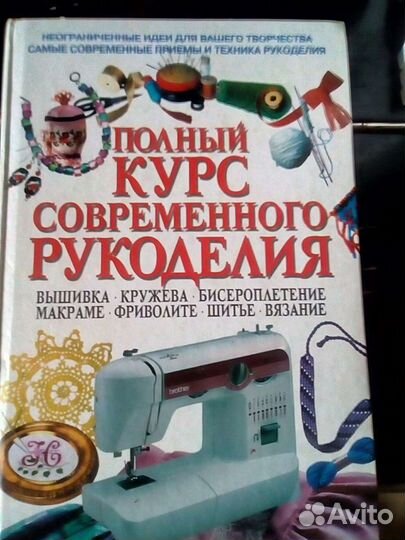 НЕОГРАНИЧЕННЫЕ ИДЕИ ДЛЯ ВАШЕГО ТВОРЧЕСТВА
САМЫЕ СОВРЕМЕННЫЕ ПРИЕМЫ И ТЕХНИКА РУКОДЕЛИЯ
ПОЛНЫЙ
КУРС
СОВРЕМЕННОГО
РУКОДЕЛИЯ
ВЫШИВКА · КРУЖЕВА · БИСЕРОПЛЕТЕНИЕ
МАКРАМЕ · ФРИВОЛИТЕ · ШИТЬЕ · ВЯЗАНИЕ
brother
Н
Avito